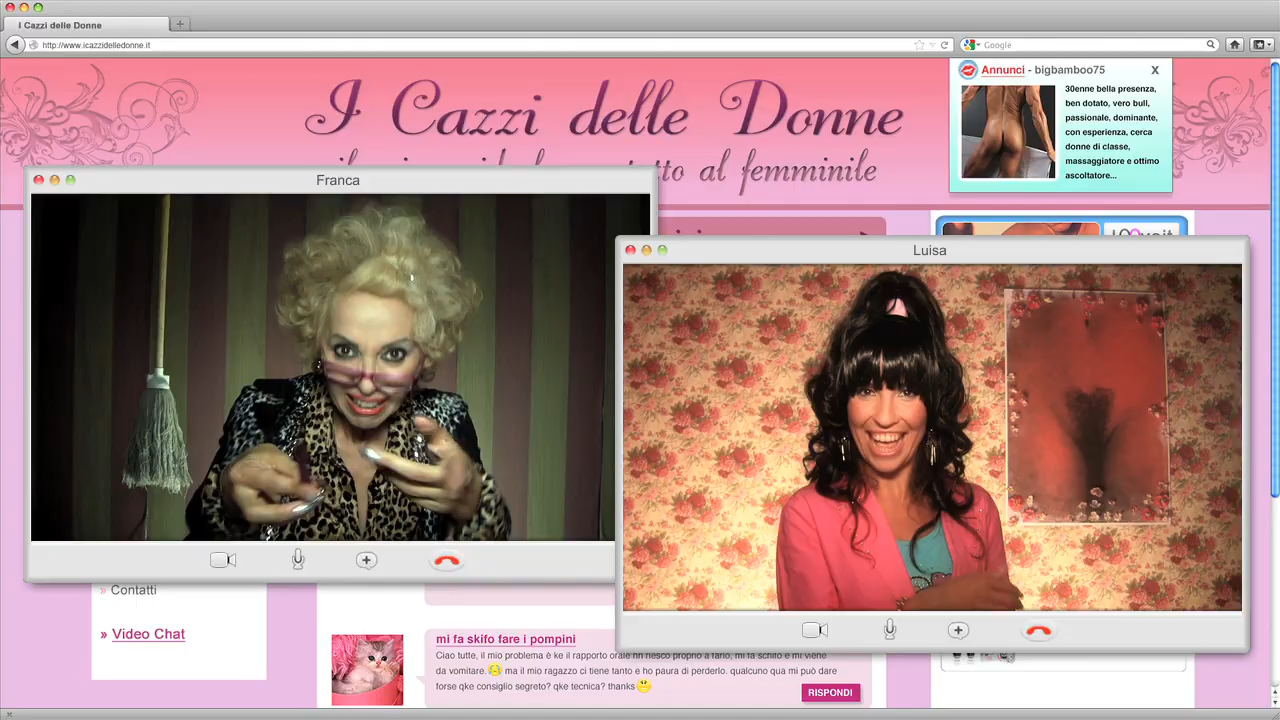 I Cazzi delle Donne
http://www.icazzidelledonne.it
Google
I Cazzi delle Donne
tutto al femminile
Annunci - bigbamboo75
X
30enne bella presenza,
ben dotato, vero bull,
passionale, dominante,
con esperienza, cerca
donne di classe,
massaggiatore e ottimo
ascoltatore...
Franca
Luisa
» Contatti
» Video Chat
mi fa skifo fare i pompini
Ciao tutte, il mio problema è ke il rapporto orale nn riesco proprio a farlo, mi fa schifo e mi viene
da vomitare. ma il mio ragazzo ci tiene tanto e ho paura di perderlo. qualcuno qua mi può dare
forse qke consiglio segreto? qke tecnica? thanks
RISPONDI